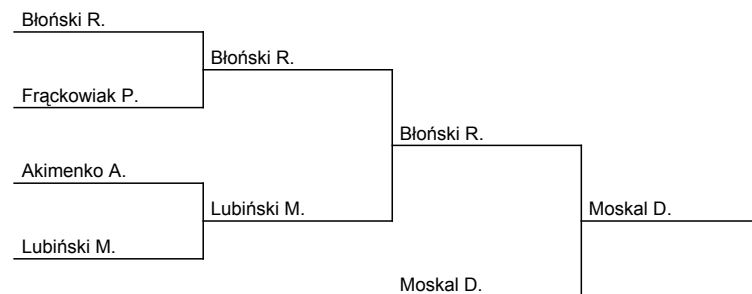 Błoński R.
Błoński R.
Frąckowiak P.
Błoński R.
Akimenko A.
Lubiński M.
Moskal D.
Lubiński M.
Moskal D.